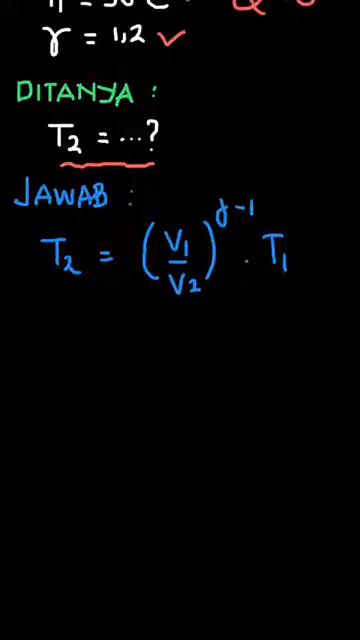 γ = 1,2 ✓
DITANYA :
T₂ = ...?
JAWAB :
T₂ = (V₁/V₂)^(γ-1) . T₁